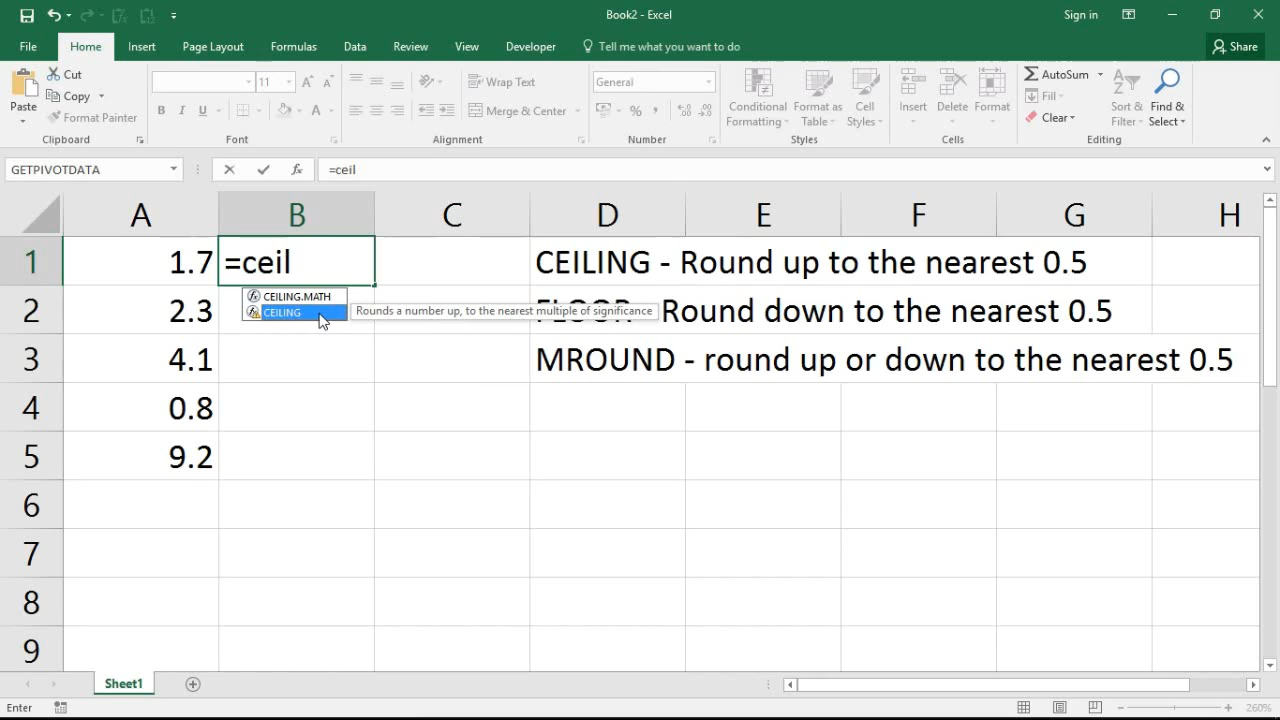 Book2 - Excel
Sign in
File Home Insert Page Layout Formulas Data Review View Developer Tell me what you want to do Share
Paste
Cut
Copy
Format Painter
Clipboard
11
B I U
Font
Wrap Text
Merge & Center
Alignment
General
%
Number
Conditional Formatting
Format as Table
Cell Styles
Styles
Insert
Delete
Format
Cells
AutoSum
Fill
Clear
Sort & Filter
Find & Select
Editing
GETPIVOTDATA fx =ceil
A B C D E F G H
1 1.7 =ceil CEILING - Round up to the nearest 0.5
CEILING.MATH
CEILING Rounds a number up, to the nearest multiple of significance
2 2.3 FLOOR - Round down to the nearest 0.5
3 4.1 MROUND - round up or down to the nearest 0.5
4 0.8
5 9.2
6
7
8
9
Sheet1
Enter 260%